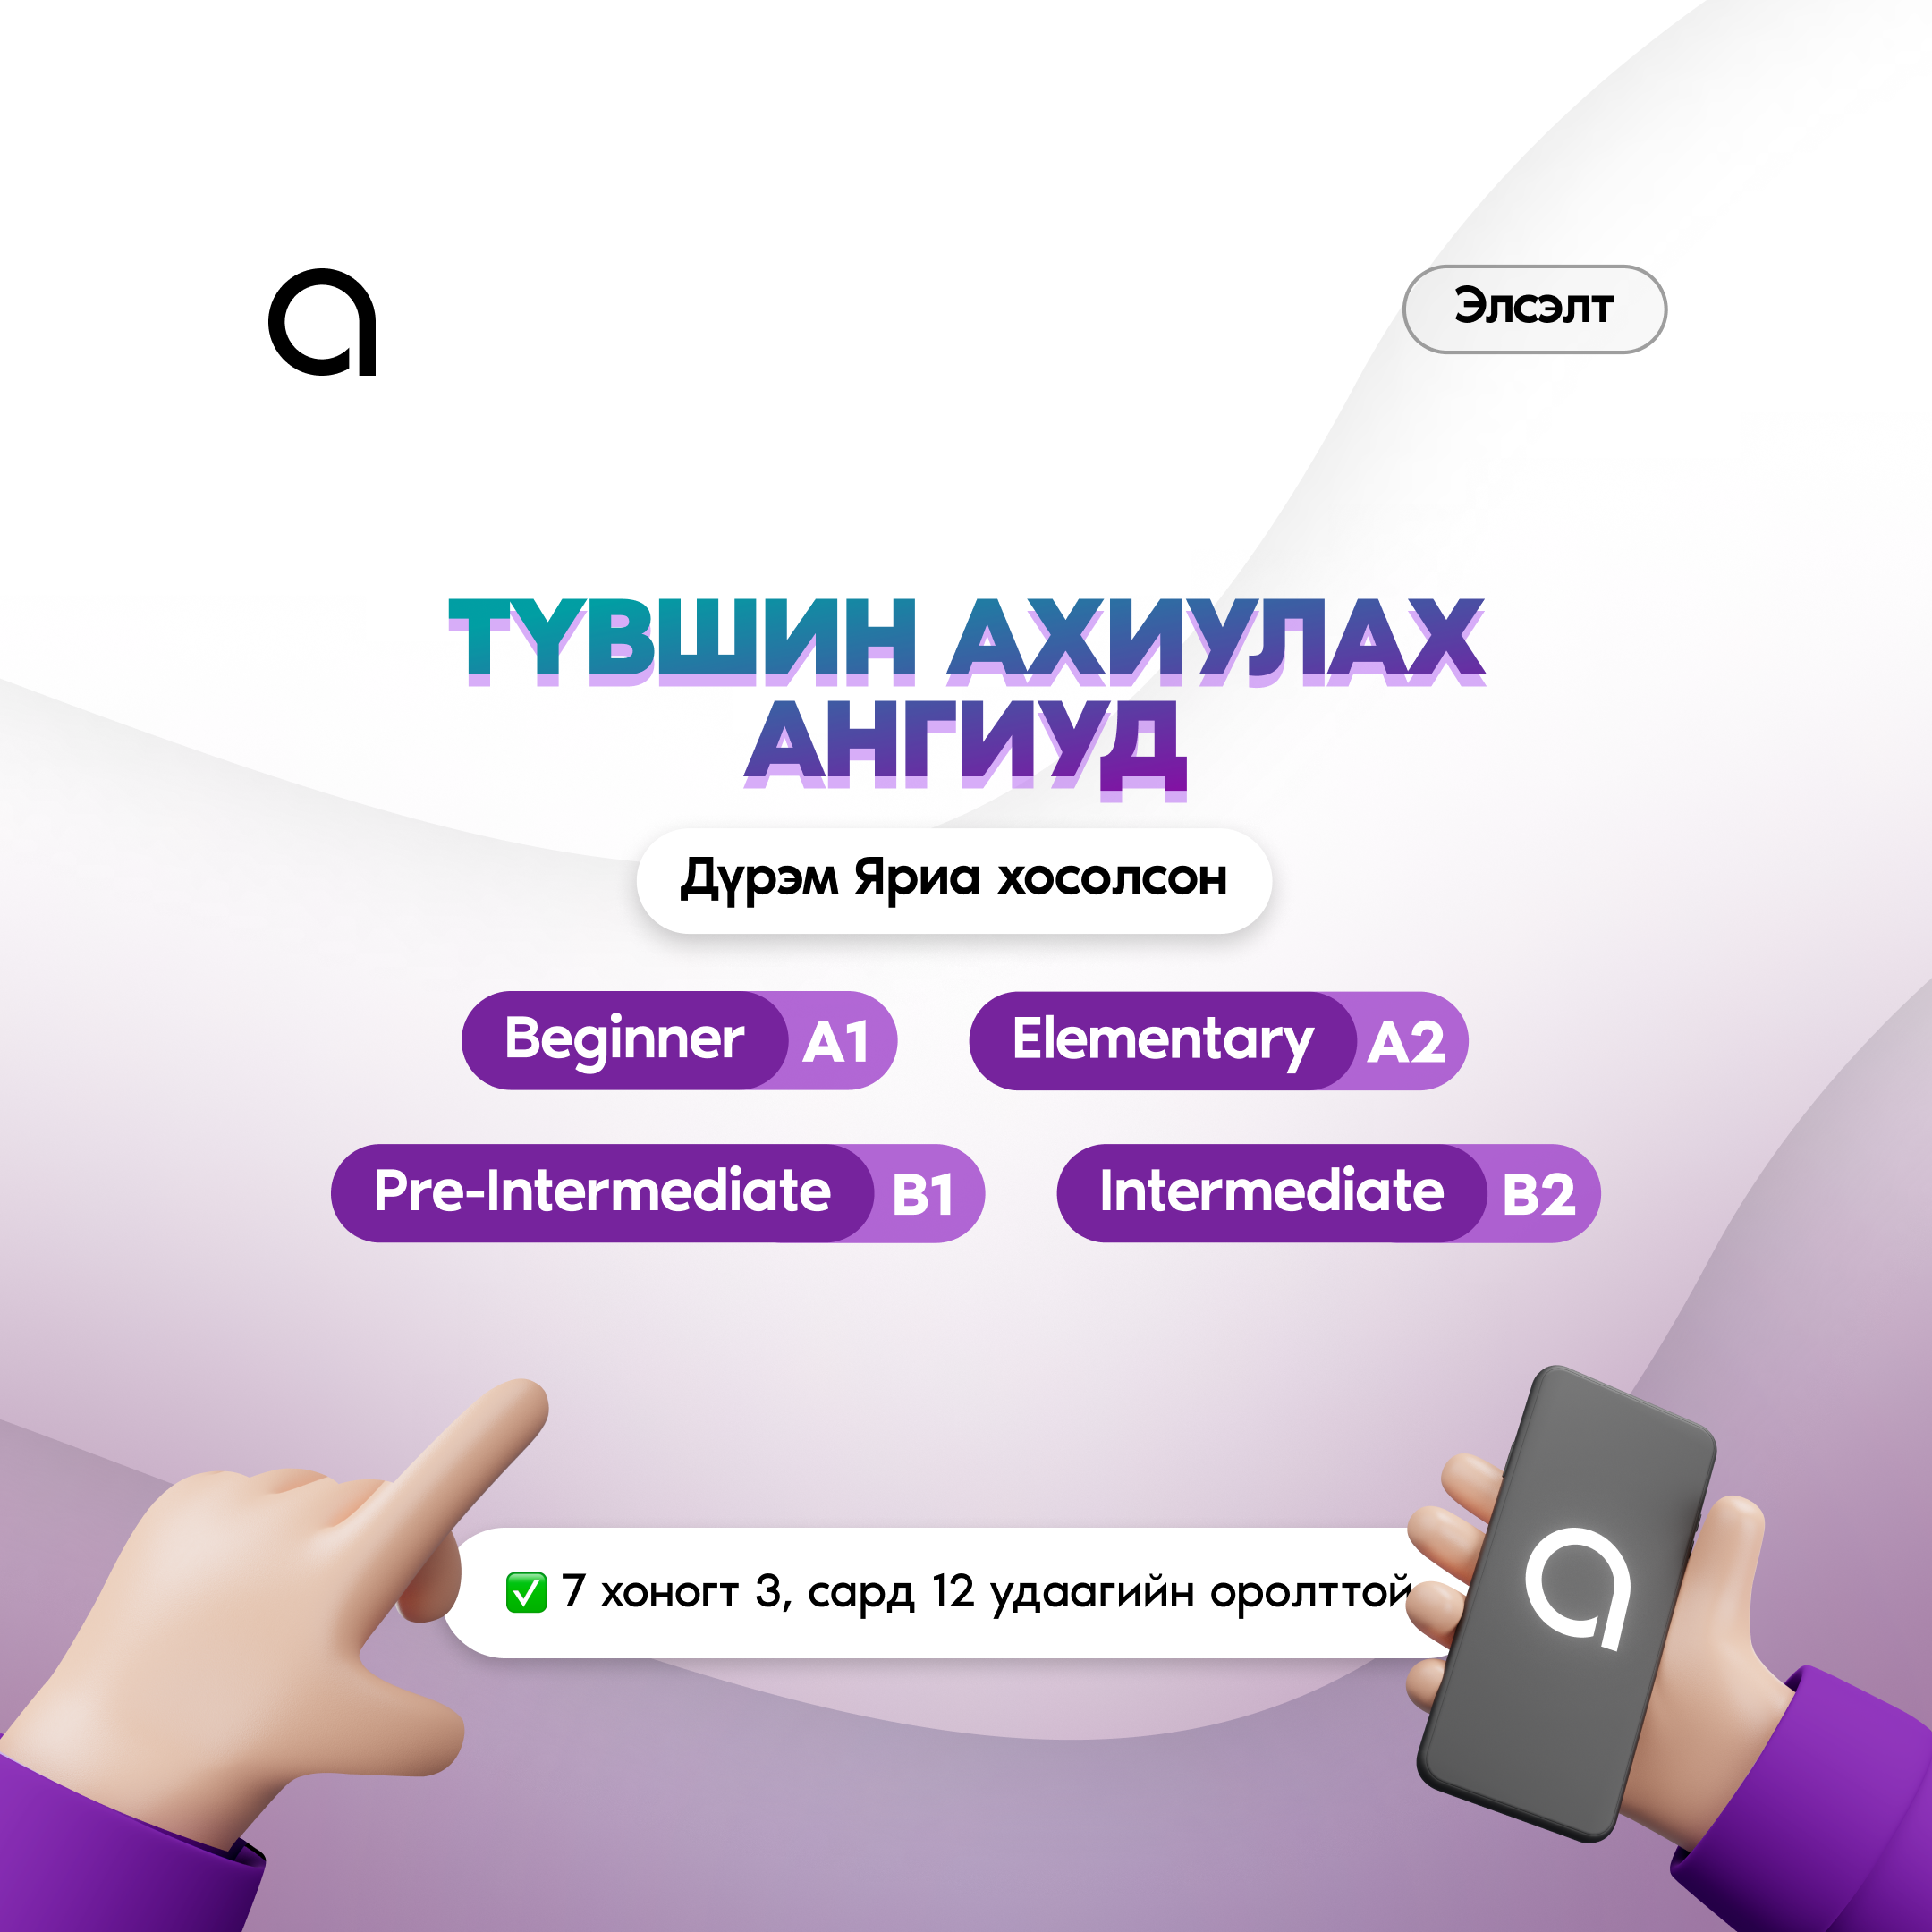 Элсэлт
ТҮВШИН АХИУЛАХ
АНГИУД
Дүрэм Яриа хосолсон
Beginner A1
Elementary A2
Pre-Intermediate B1
Intermediate B2
✅ 7 хоногт 3, сард 12 удаагийн оролттой